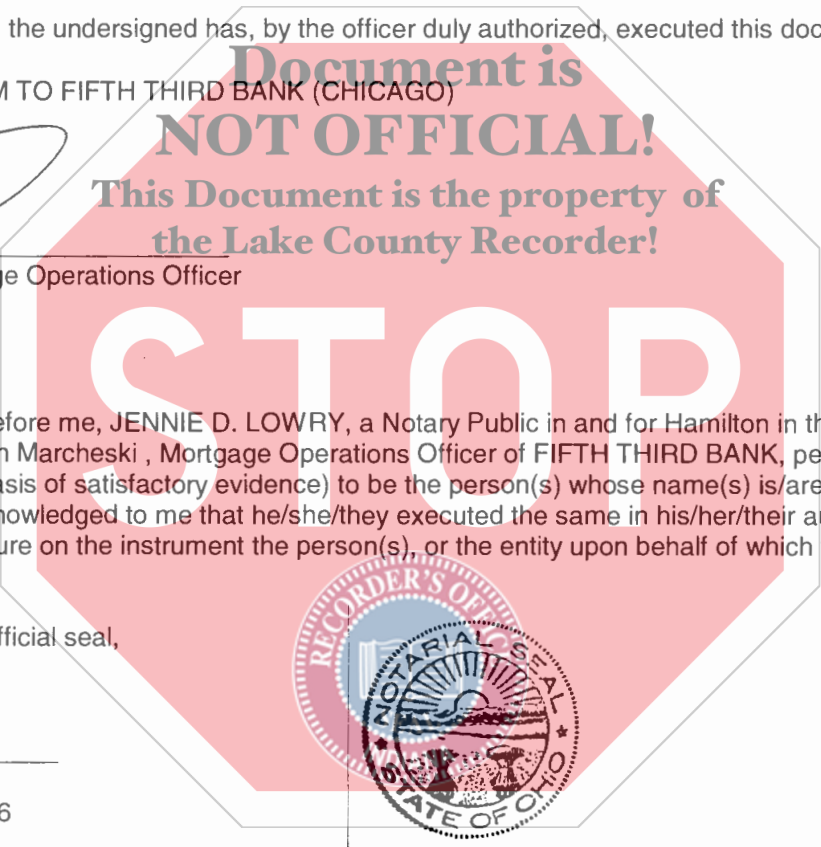 the undersigned has, by the officer duly authorized, executed this doc
Document is
M TO FIFTH THIRD BANK (CHICAGO)
NOT OFFICIAL!
This Document is the property of
the Lake County Recorder!
ge Operations Officer
STOP
efore me, JENNIE D. LOWRY, a Notary Public in and for Hamilton in th
n Marcheski , Mortgage Operations Officer of FIFTH THIRD BANK, pe
asis of satisfactory evidence) to be the person(s) whose name(s) is/are
nowledged to me that he/she/they executed the same in his/her/their au
ure on the instrument the person(s), or the entity upon behalf of which
RECORDER'S OFFIC
fficial seal,
NOTARIAL SEAL
INDIANA
STATE OF OHIO
6